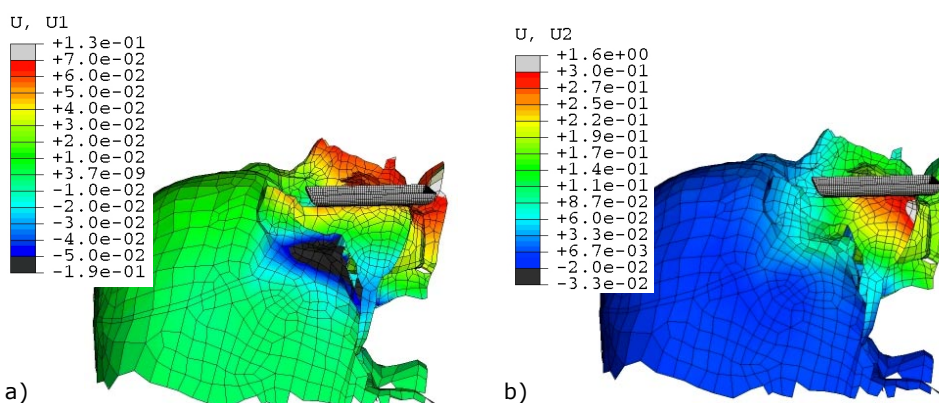 U, U1
+1.3e-01
+7.0e-02
+6.0e-02
+5.0e-02
+4.0e-02
+3.0e-02
+2.0e-02
+1.0e-02
+3.7e-09
-1.0e-02
-2.0e-02
-3.0e-02
-4.0e-02
-5.0e-02
-1.9e-01
a)
U, U2
+1.6e+00
+3.0e-01
+2.7e-01
+2.5e-01
+2.2e-01
+1.9e-01
+1.7e-01
+1.4e-01
+1.1e-01
+8.7e-02
+6.0e-02
+3.3e-02
+6.7e-03
-2.0e-02
-3.3e-02
b)